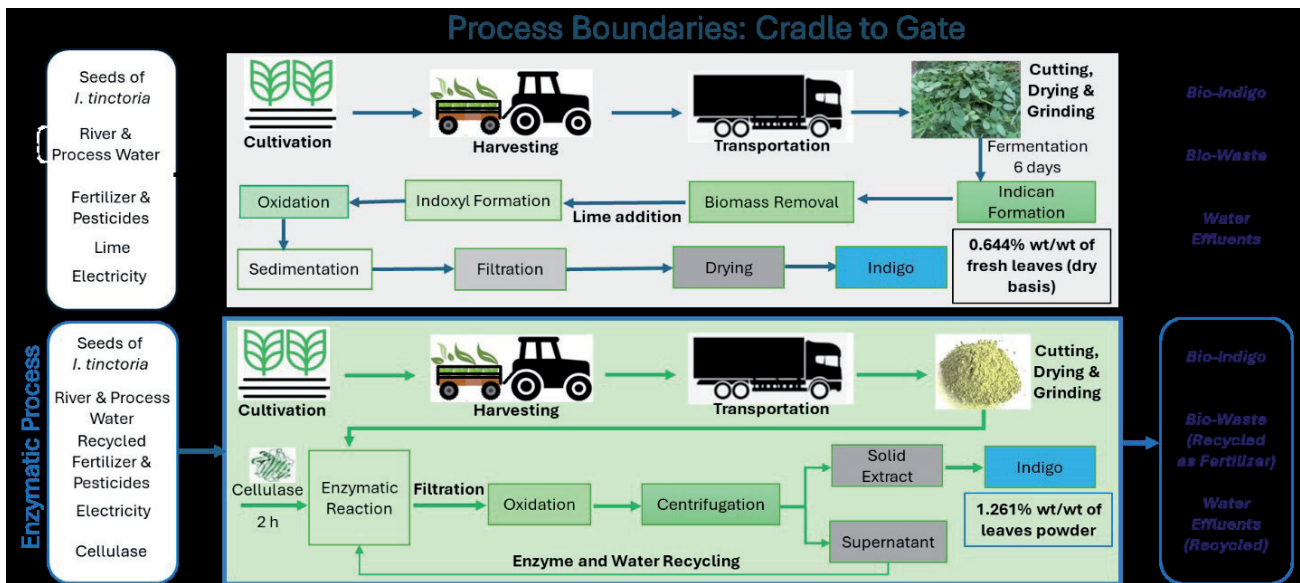 Process Boundaries: Cradle to Gate
Seeds of
I. tinctoria
River &
Process Water
Fertilizer &
Pesticides
Lime
Electricity
Cultivation
Harvesting
Transportation
Cutting,
Drying &
Grinding
Fermentation
6 days
Indican
Formation
Biomass Removal
Lime addition
Indoxyl Formation
Oxidation
Sedimentation
Filtration
Drying
Indigo
0.644% wt/wt of
fresh leaves (dry
basis)
Bio-Indigo
Bio-Waste
Water
Effluents
Enzymatic Process
Seeds of
I. tinctoria
River & Process
Water
Recycled
Fertilizer &
Pesticides
Electricity
Cellulase
Cultivation
Harvesting
Transportation
Cutting,
Drying &
Grinding
Cellulase
2 h
Enzymatic
Reaction
Filtration
Oxidation
Centrifugation
Solid
Extract
Indigo
1.261% wt/wt of
leaves powder
Supernatant
Enzyme and Water Recycling
Bio-Indigo
Bio-Waste
(Recycled
as Fertilizer)
Water
Effluents
(Recycled)